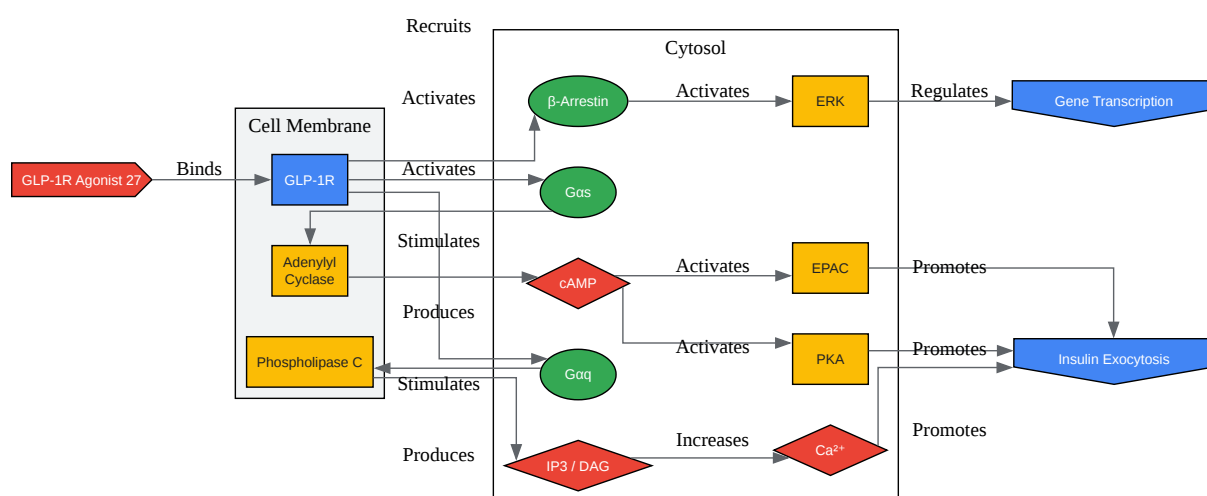 Recruits
Cytosol
Activates
β-Arrestin
Activates
ERK
Regulates
Gene Transcription
Cell Membrane
GLP-1R Agonist 27
Binds
GLP-1R
Activates
Gαs
Stimulates
Adenylyl
Cyclase
cAMP
Activates
EPAC
Promotes
Produces
Activates
PKA
Promotes
Insulin Exocytosis
Phospholipase C
Stimulates
Gαq
Produces
IP3 / DAG
Increases
Ca²⁺
Promotes